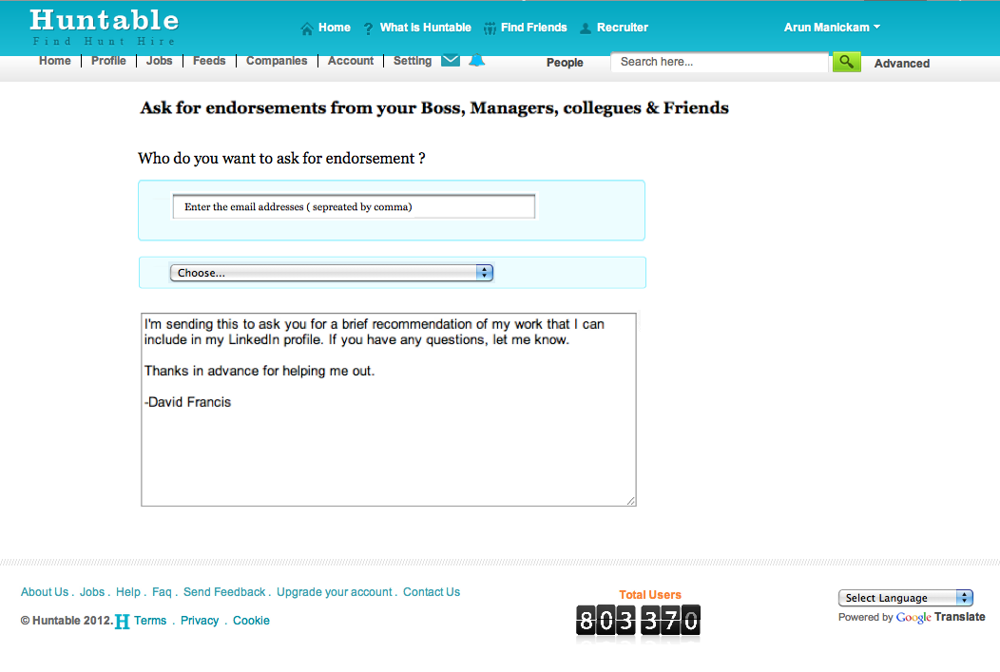 Huntable
Find Hunt Hire
Home
? What is Huntable
Find Friends
Recruiter
Arun Manickam
Home | Profile | Jobs | Feeds | Companies | Account | Setting
People
Search here...
Advanced
Ask for endorsements from your Boss, Managers, collegues & Friends
Who do you want to ask for endorsement ?
Enter the email addresses ( sepreated by comma)
Choose...
I'm sending this to ask you for a brief recommendation of my work that I can
include in my LinkedIn profile. If you have any questions, let me know.
Thanks in advance for helping me out.
-David Francis
About Us . Jobs . Help . Faq . Send Feedback . Upgrade your account . Contact Us
© Huntable 2012. H Terms . Privacy . Cookie
Total Users
803 370
Select Language
Powered by Google Translate